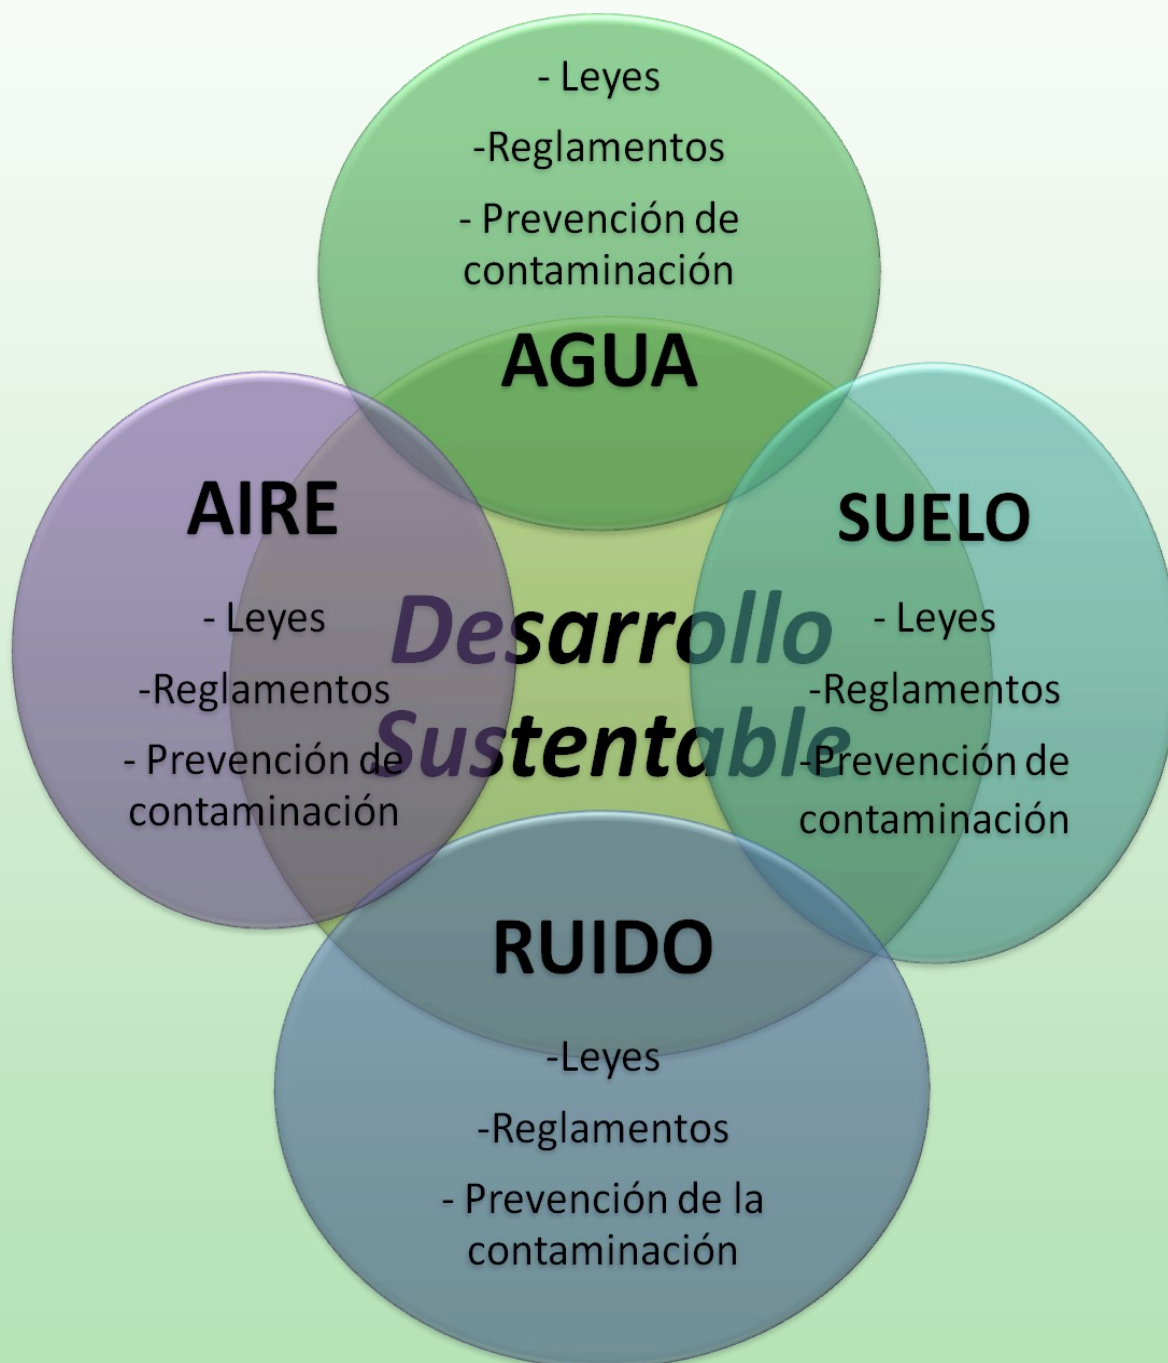 - Leyes
-Reglamentos
- Prevención de
contaminación
AGUA
AIRE
- Leyes
-Reglamentos
- Prevención de
contaminación
Desarrollo
Sustentable
SUELO
- Leyes
-Reglamentos
-Prevención de
contaminación
RUIDO
-Leyes
-Reglamentos
- Prevención de la
contaminación